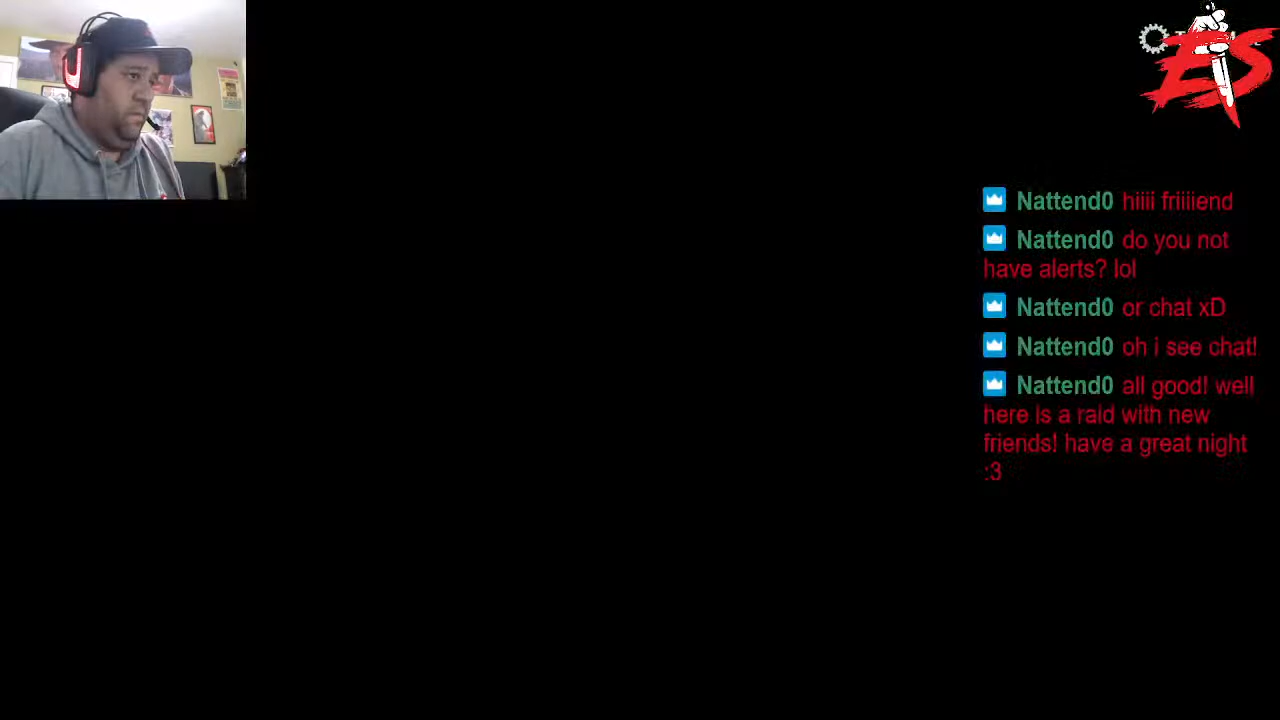 ES
Nattend0 hiiii friiiiend
Nattend0 do you not
have alerts? lol
Nattend0 or chat xD
Nattend0 oh i see chat!
Nattend0 all good! well
here is a raid with new
friends! have a great night
:3